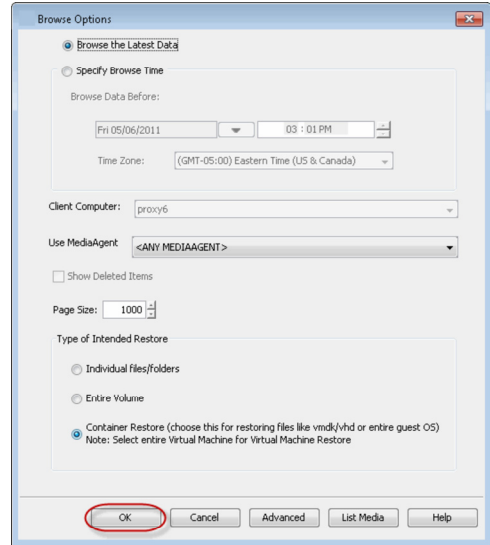 Browse Options
Browse the Latest Data
Specify Browse Time
Browse Data Before:
Fri 05/06/2011
03 : 01 PM
Time Zone:
(GMT-05:00) Eastern Time (US & Canada)
Client Computer:
proxy6
Use MediaAgent
<ANY MEDIAAGENT>
Show Deleted Items
Page Size:
1000
Type of Intended Restore
Individual files/folders
Entire Volume
Container Restore (choose this for restoring files like vmdk/vhd or entire guest OS)
Note: Select entire Virtual Machine for Virtual Machine Restore
OK
Cancel
Advanced
List Media
Help